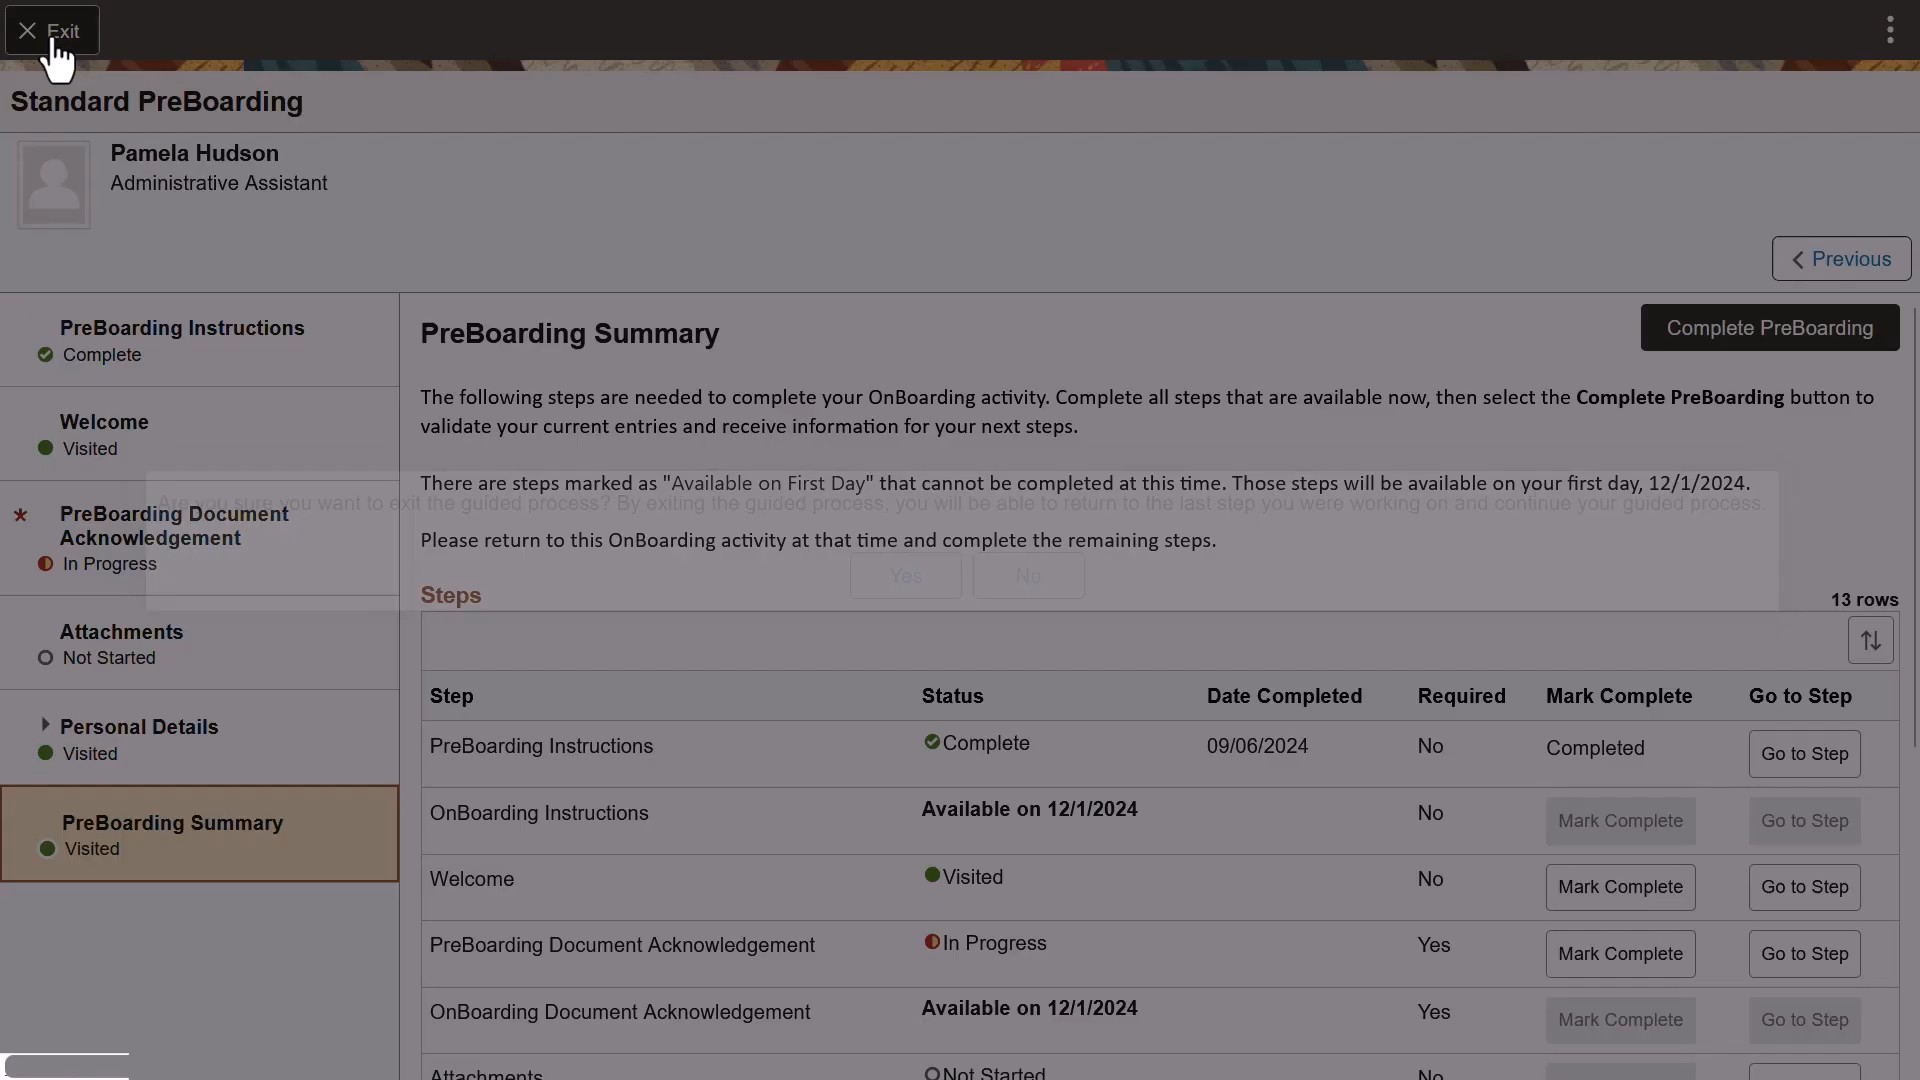 Exit
Standard PreBoarding
Pamela Hudson
Administrative Assistant
Previous
PreBoarding Instructions
Complete
Welcome
Visited
* PreBoarding Document
Acknowledgement
In Progress
Attachments
Not Started
Personal Details
Visited
PreBoarding Summary
Visited
PreBoarding Summary
Complete PreBoarding
The following steps are needed to complete your OnBoarding activity. Complete all steps that are available now, then select the Complete PreBoarding button to
validate your current entries and receive information for your next steps.
There are steps marked as "Available on First Day" that cannot be completed at this time. Those steps will be available on your first day, 12/1/2024.
Are you sure you want to exit the guided process? By exiting the guided process, you will be able to return to the last step you were working on and continue your guided process.
Please return to this OnBoarding activity at that time and complete the remaining steps.
Yes No
Steps
13 rows
Step Status Date Completed Required Mark Complete Go to Step
PreBoarding Instructions Complete 09/06/2024 No Completed Go to Step
OnBoarding Instructions Available on 12/1/2024 No Mark Complete Go to Step
Welcome Visited No Mark Complete Go to Step
PreBoarding Document Acknowledgement In Progress Yes Mark Complete Go to Step
OnBoarding Document Acknowledgement Available on 12/1/2024 Yes Mark Complete Go to Step
Attachments Not Started No